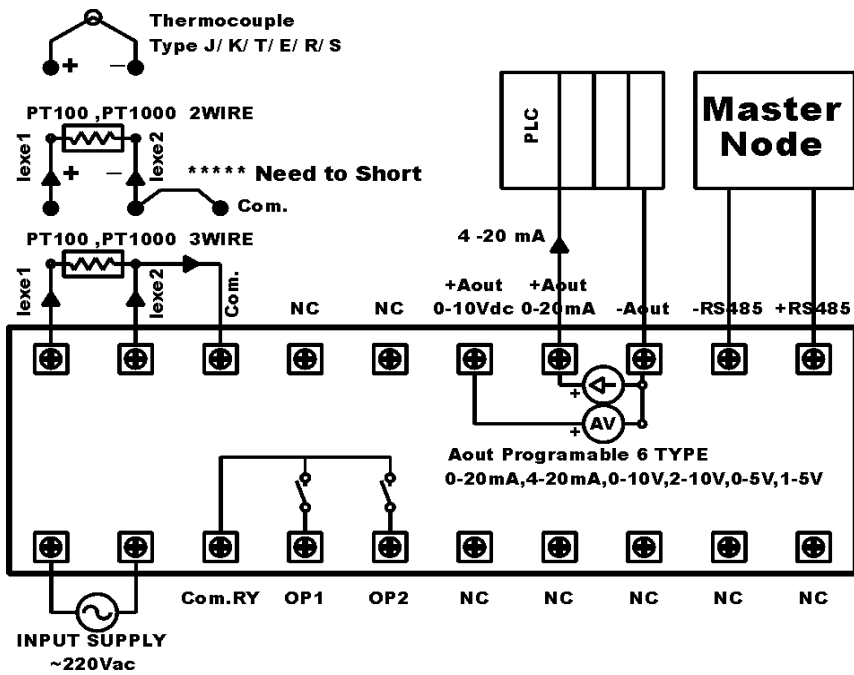 Thermocouple
Type J/ K/ T/ E/ R/ S
+ −
PT100 ,PT1000 2WIRE
Iexe1
Iexe2
+ −
***** Need to Short
Com.
PT100 ,PT1000 3WIRE
Iexe1
Iexe2
Com.
NC
NC
PLC
Master
Node
4 -20 mA
+Aout
0-10Vdc
+Aout
0-20mA
-Aout
-RS485
+RS485
+
+
AV
Aout Programable 6 TYPE
0-20mA,4-20mA,0-10V,2-10V,0-5V,1-5V
Com.RY
OP1
OP2
NC
NC
NC
NC
NC
INPUT SUPPLY
~220Vac